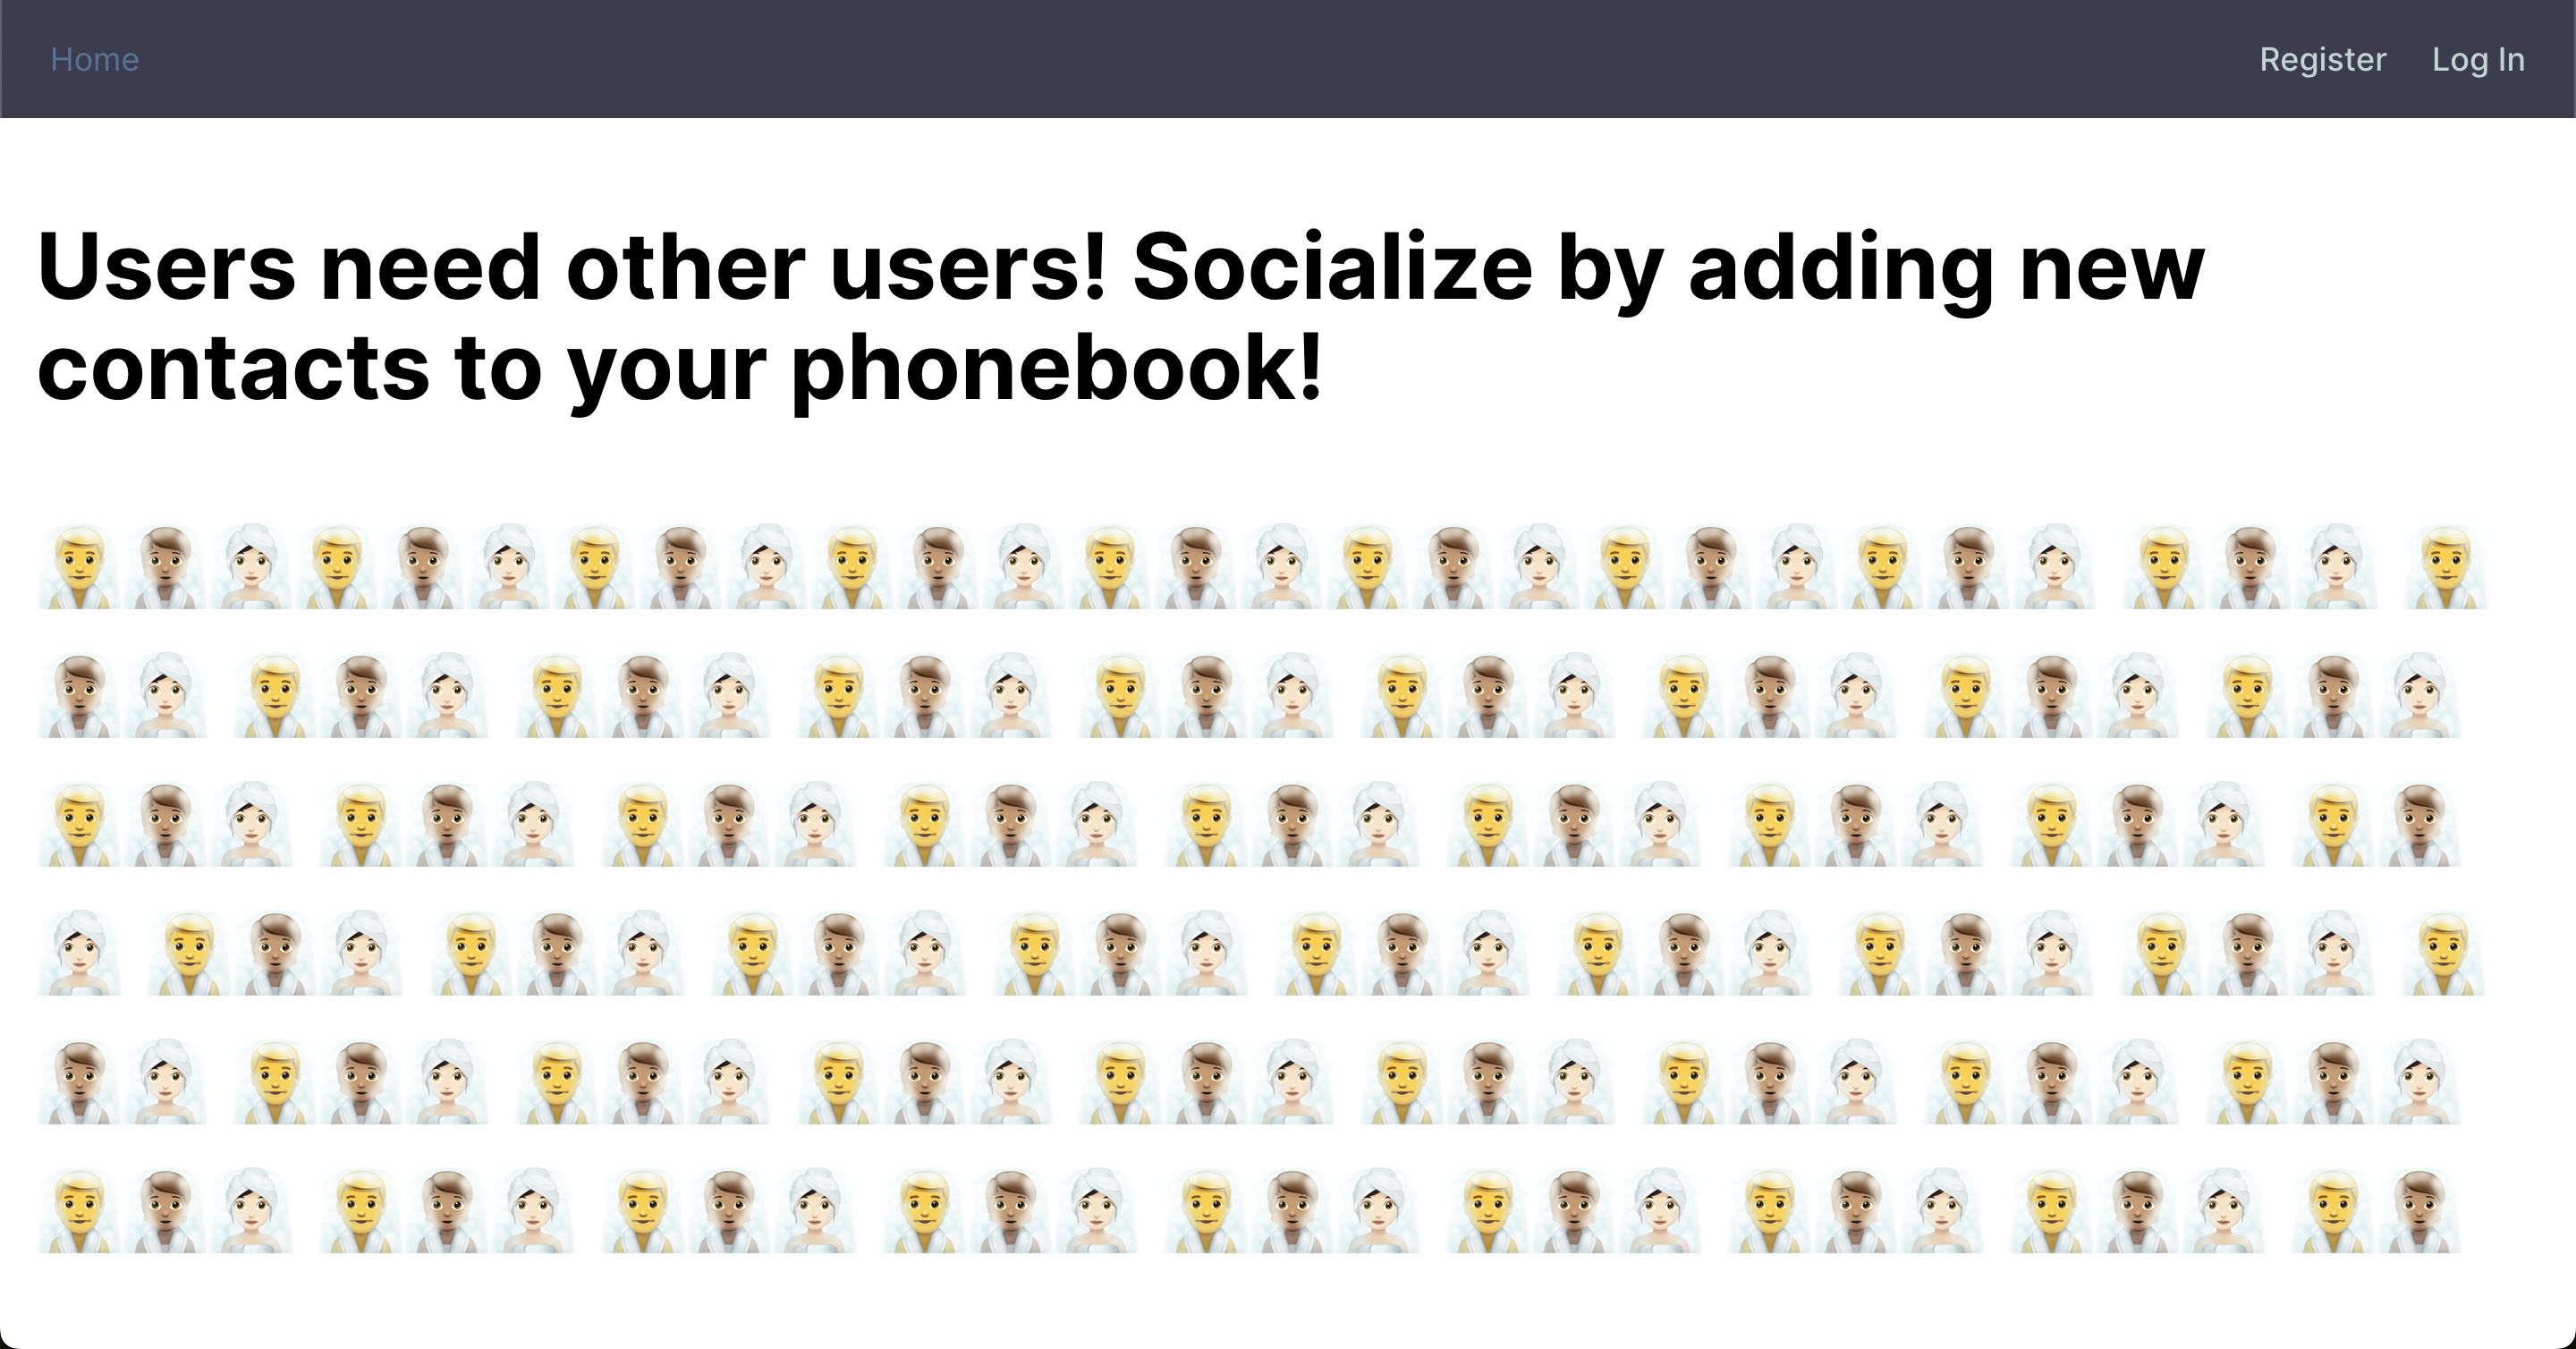 Home Register Log In
Users need other users! Socialize by adding new
contacts to your phonebook!